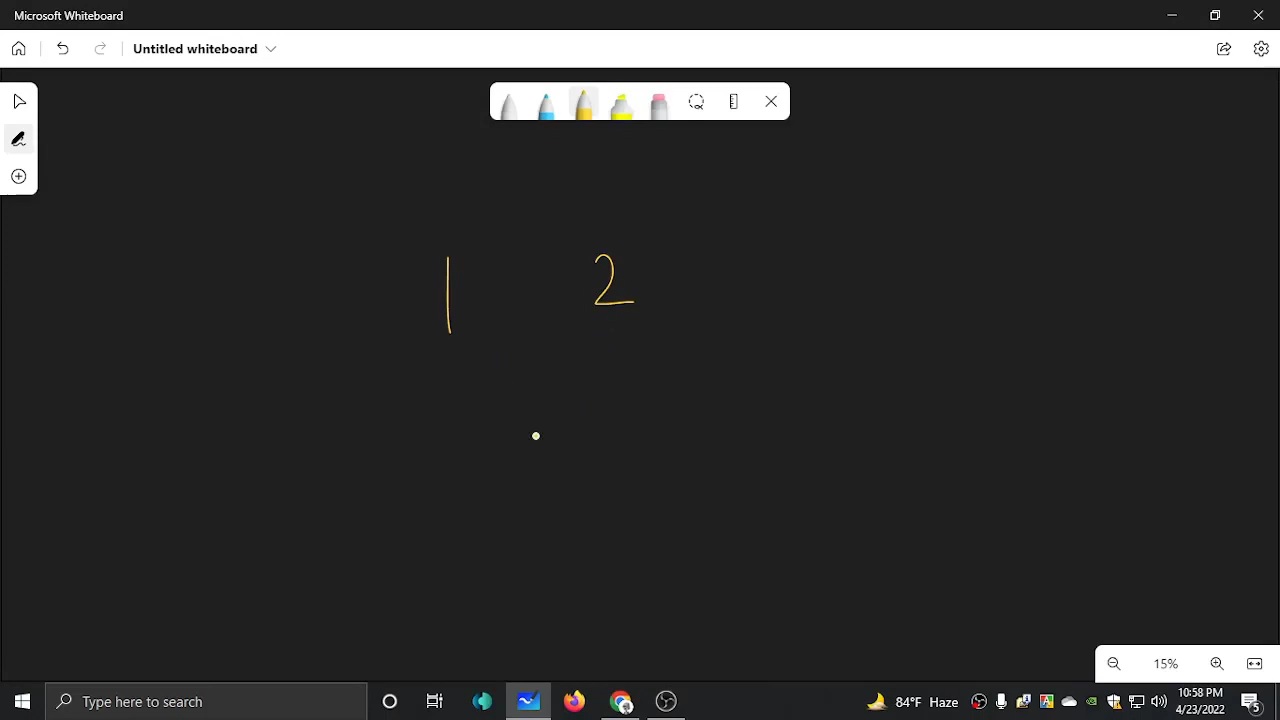 Microsoft Whiteboard
Untitled whiteboard
1 2
15%
Type here to search
84°F Haze
10:58 PM
4/23/2022
5